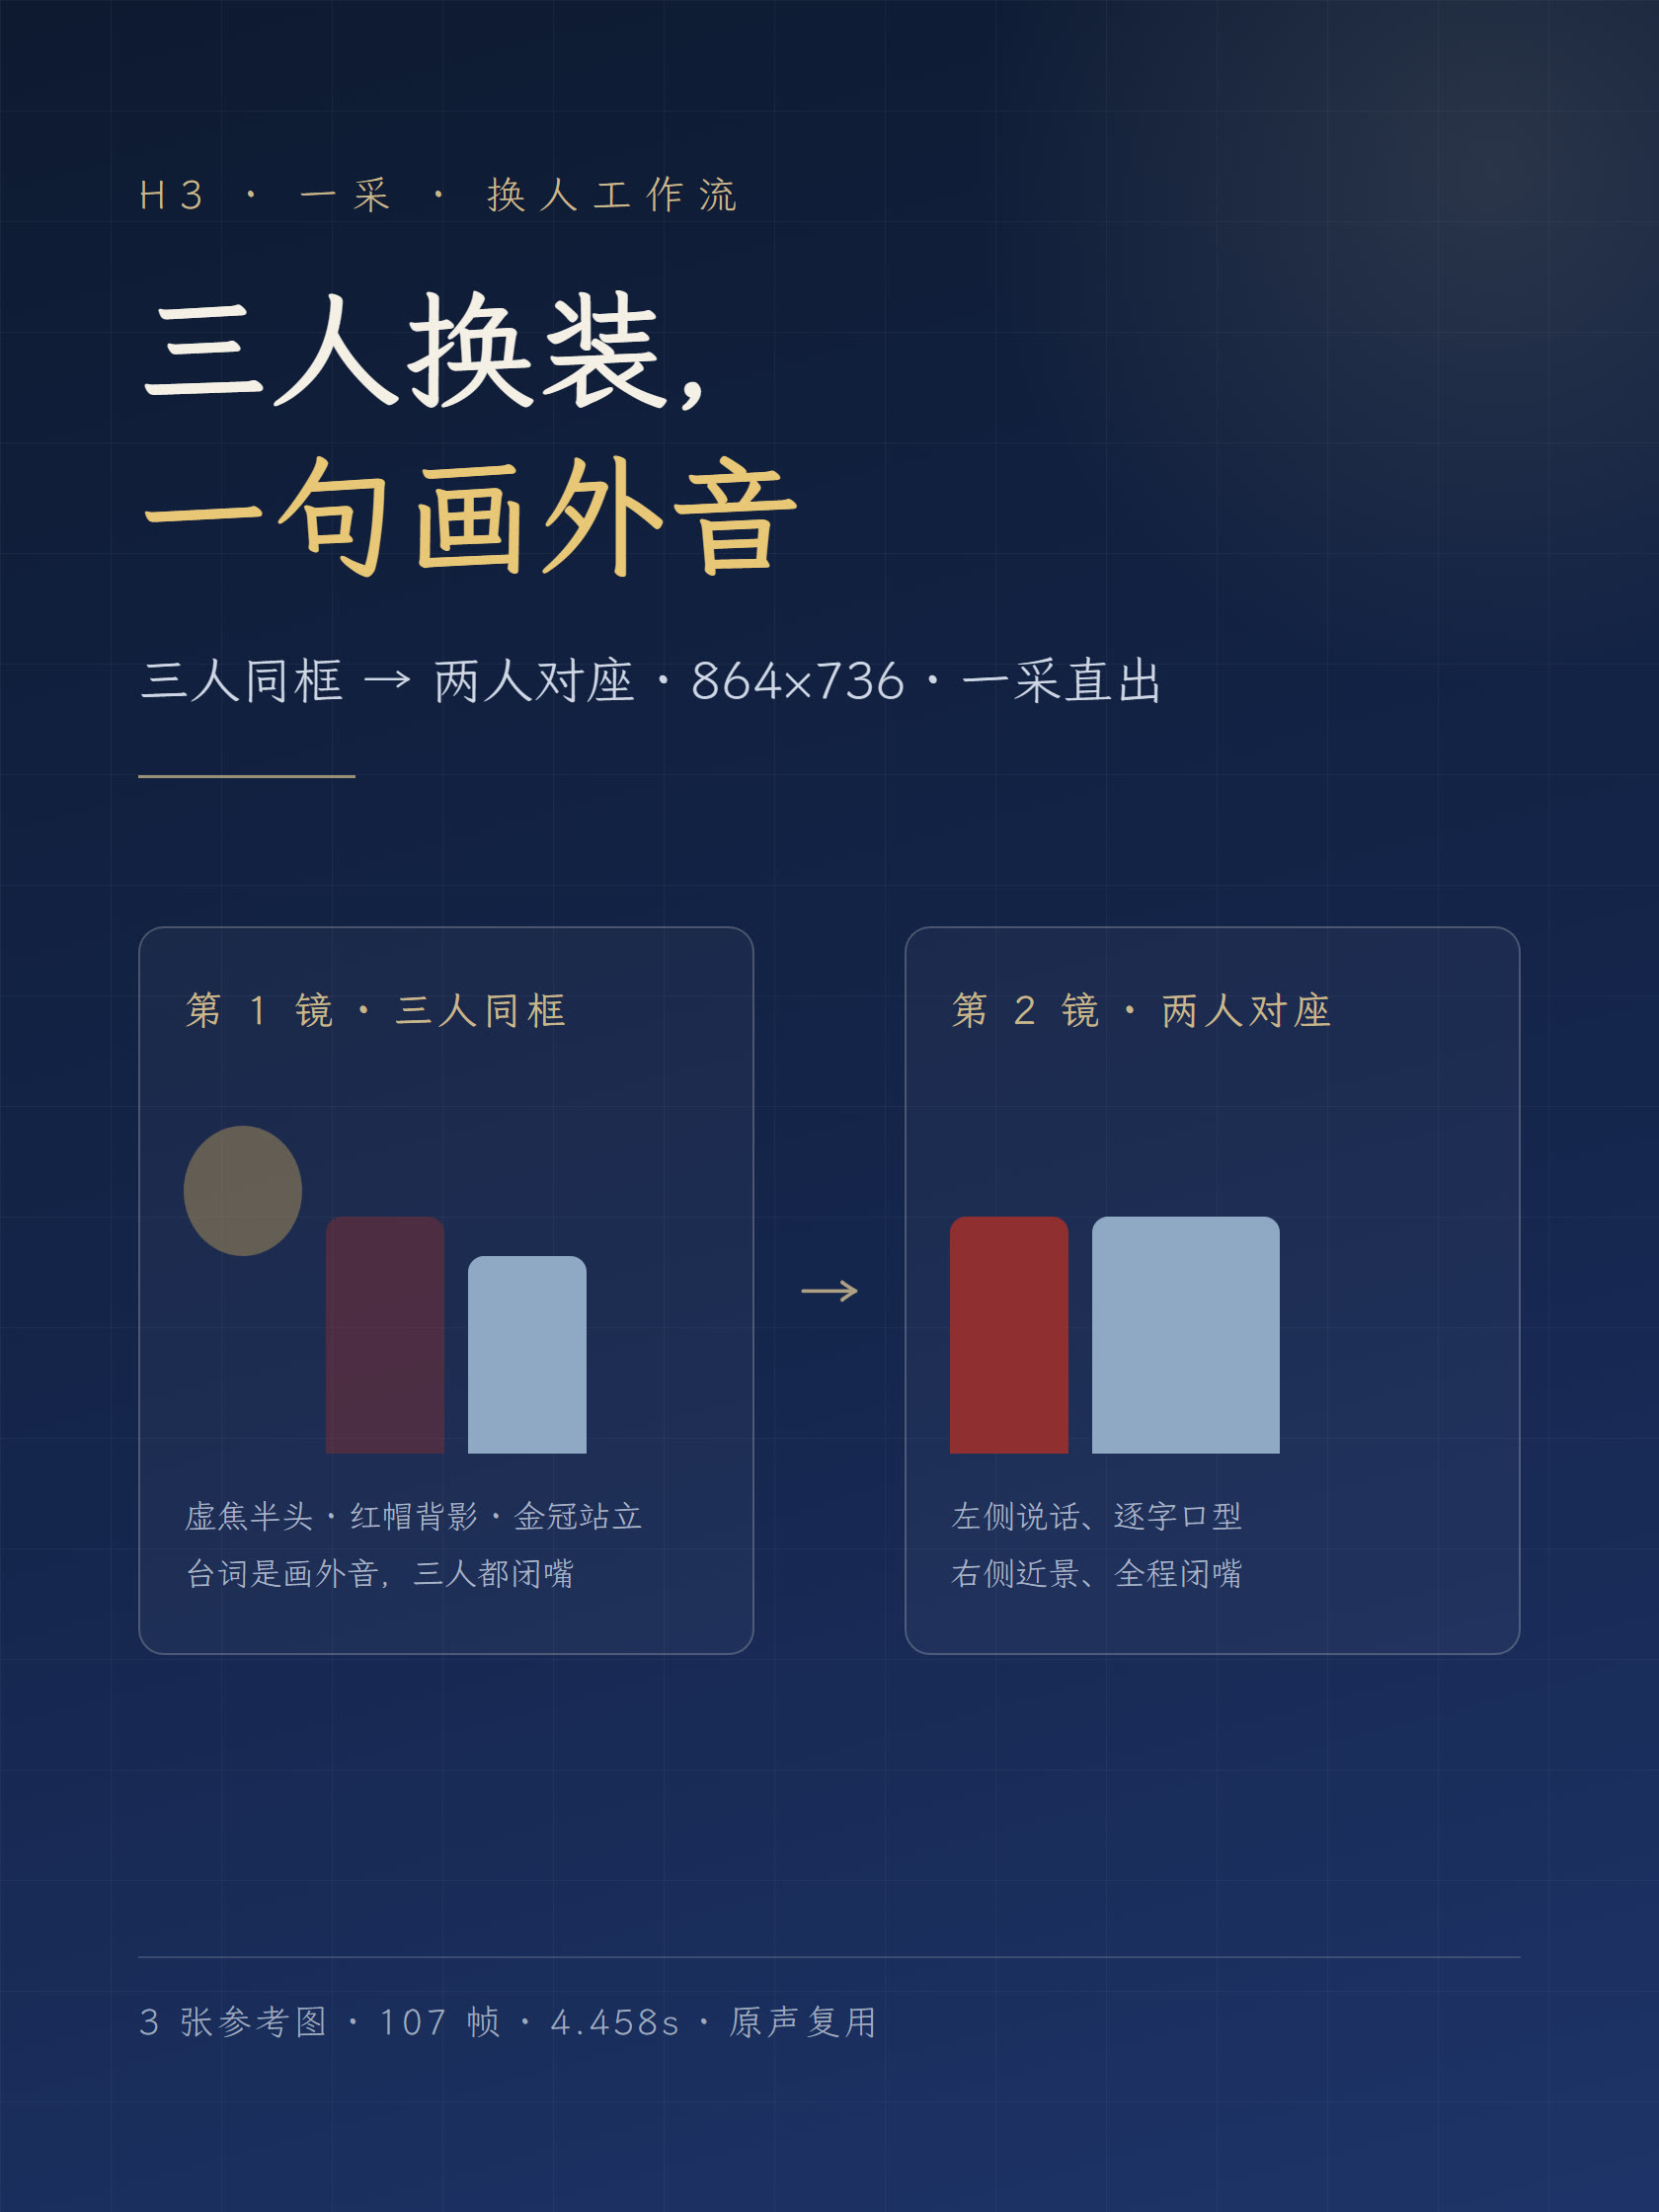 H3 · 一采 · 换人工作流
三人换装，
一句画外音
三人同框 → 两人对座 · 864×736 · 一采直出
第 1 镜 · 三人同框
虚焦半头 · 红帽背影 · 金冠站立
台词是画外音，三人都闭嘴
→
第 2 镜 · 两人对座
左侧说话、逐字口型
右侧近景、全程闭嘴
3 张参考图 · 107 帧 · 4.458s · 原声复用